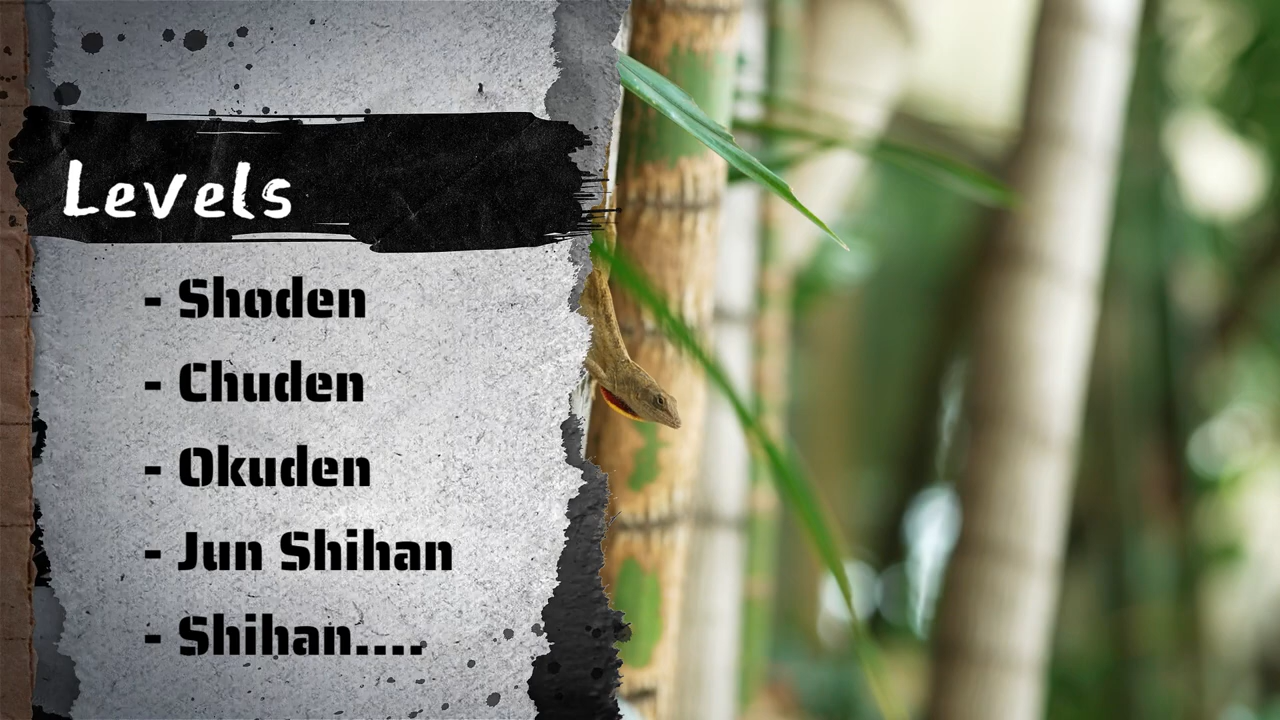 Levels
- Shoden
- Chuden
- Okuden
- Jun Shihan
- Shihan....